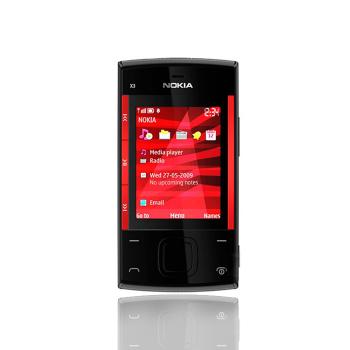 X3 NOKIA
2:34
NOKIA
12
Media player
Radio
Wed 27-05-2009
No upcoming notes
Email
Go to Menu Names